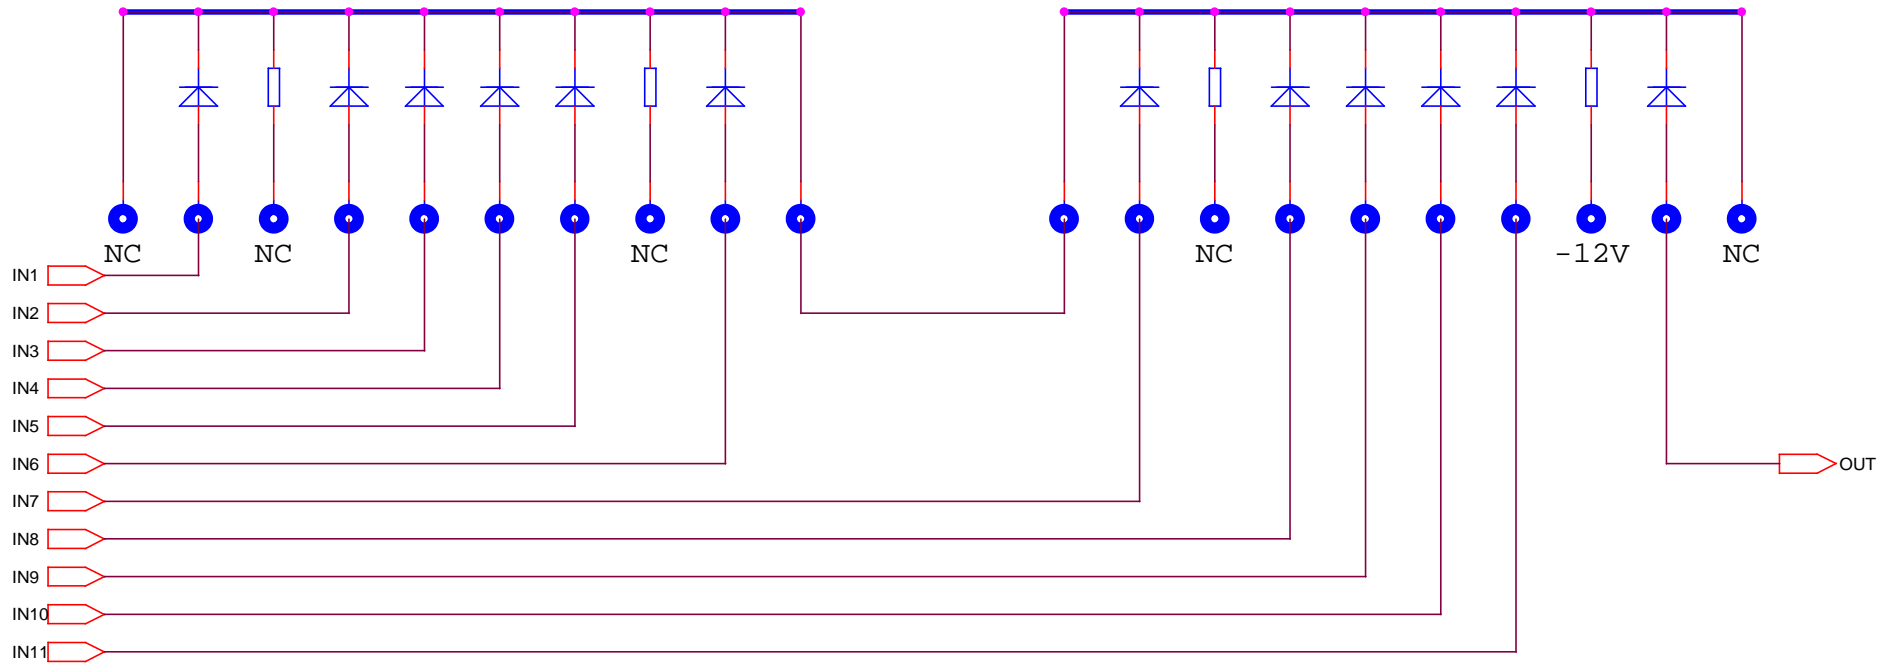 NC NC NC NC -12V NC
IN1
IN2
IN3
IN4
IN5
IN6
OUT
IN7
IN8
IN9
IN10
IN11